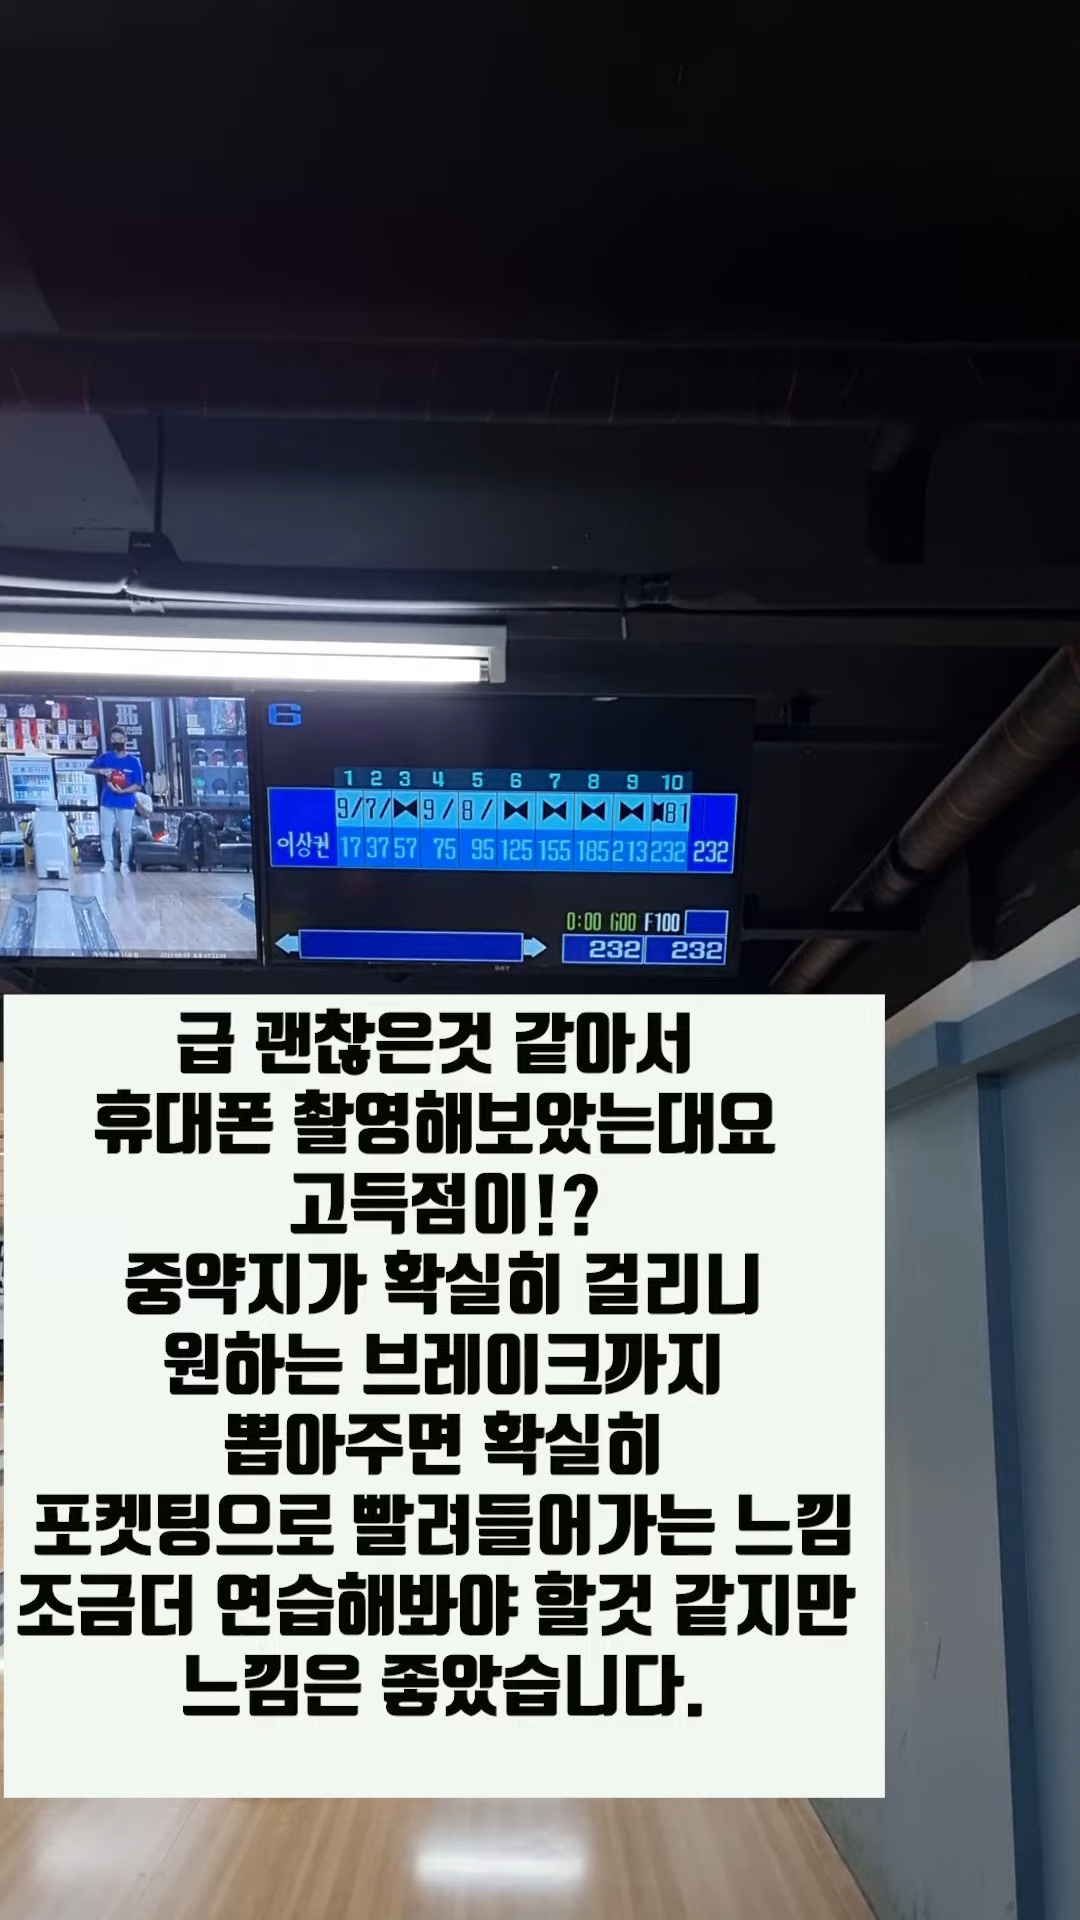 6
1 2 3 4 5 6 7 8 9 10
9/ 7/ 9/ 8/ 81
이상권 17 37 57 75 95 125 155 185 213 232 232
0:00 G00 F100
232 232
급 괜찮은것 같아서
휴대폰 촬영해보았는대요
고득점이!?
중약지가 확실히 걸리니
원하는 브레이크까지
뽑아주면 확실히
포켓팅으로 빨려들어가는 느낌
조금더 연습해봐야 할것 같지만
느낌은 좋았습니다.